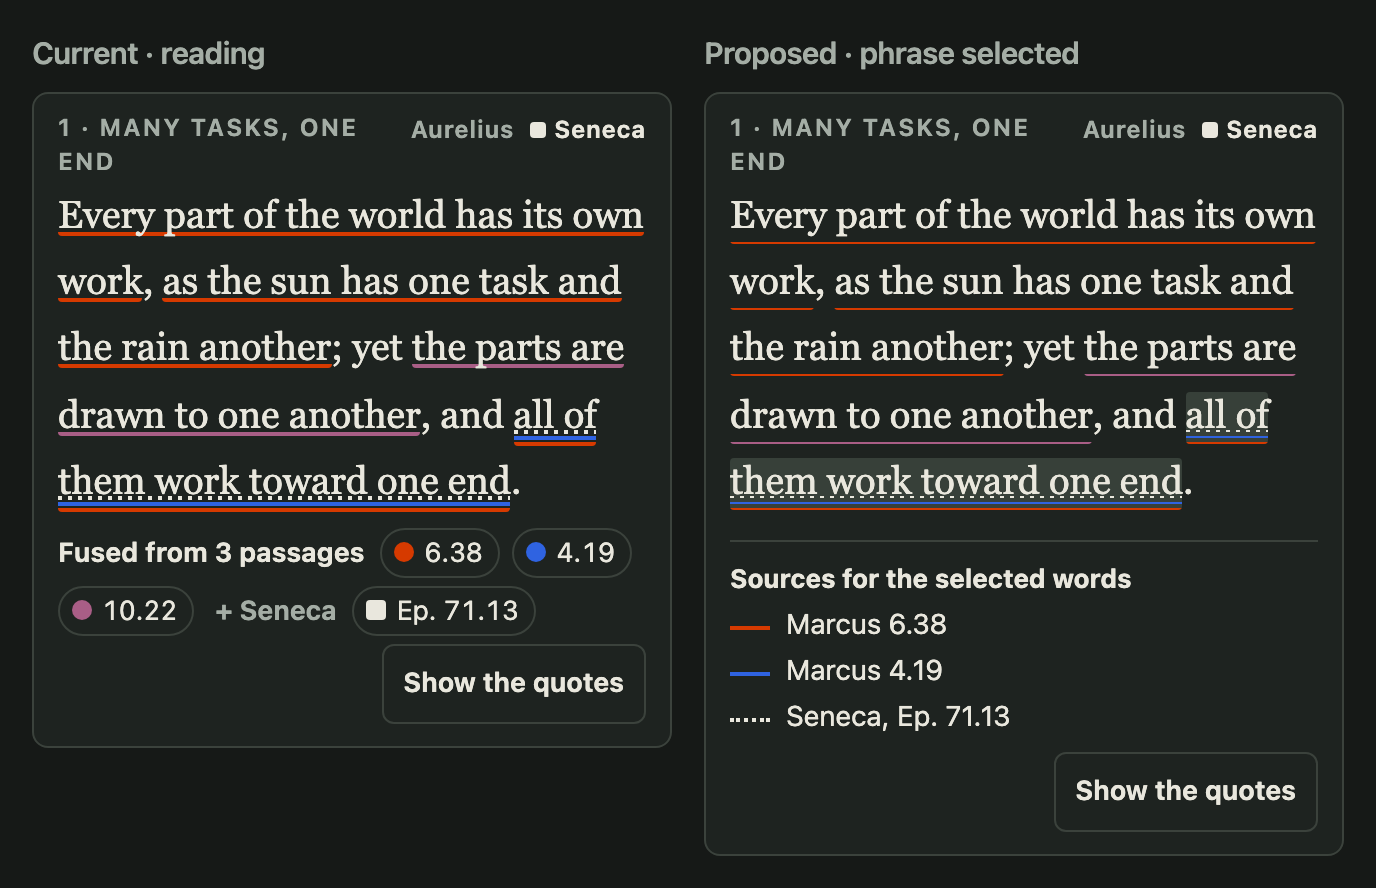 Current · reading
1 · MANY TASKS, ONE
END
Aurelius Seneca
Every part of the world has its own
work, as the sun has one task and
the rain another; yet the parts are
drawn to one another, and all of
them work toward one end.
Fused from 3 passages 6.38 4.19
10.22 + Seneca Ep. 71.13
Show the quotes
Proposed · phrase selected
1 · MANY TASKS, ONE
END
Aurelius Seneca
Every part of the world has its own
work, as the sun has one task and
the rain another; yet the parts are
drawn to one another, and all of
them work toward one end.
Sources for the selected words
Marcus 6.38
Marcus 4.19
Seneca, Ep. 71.13
Show the quotes